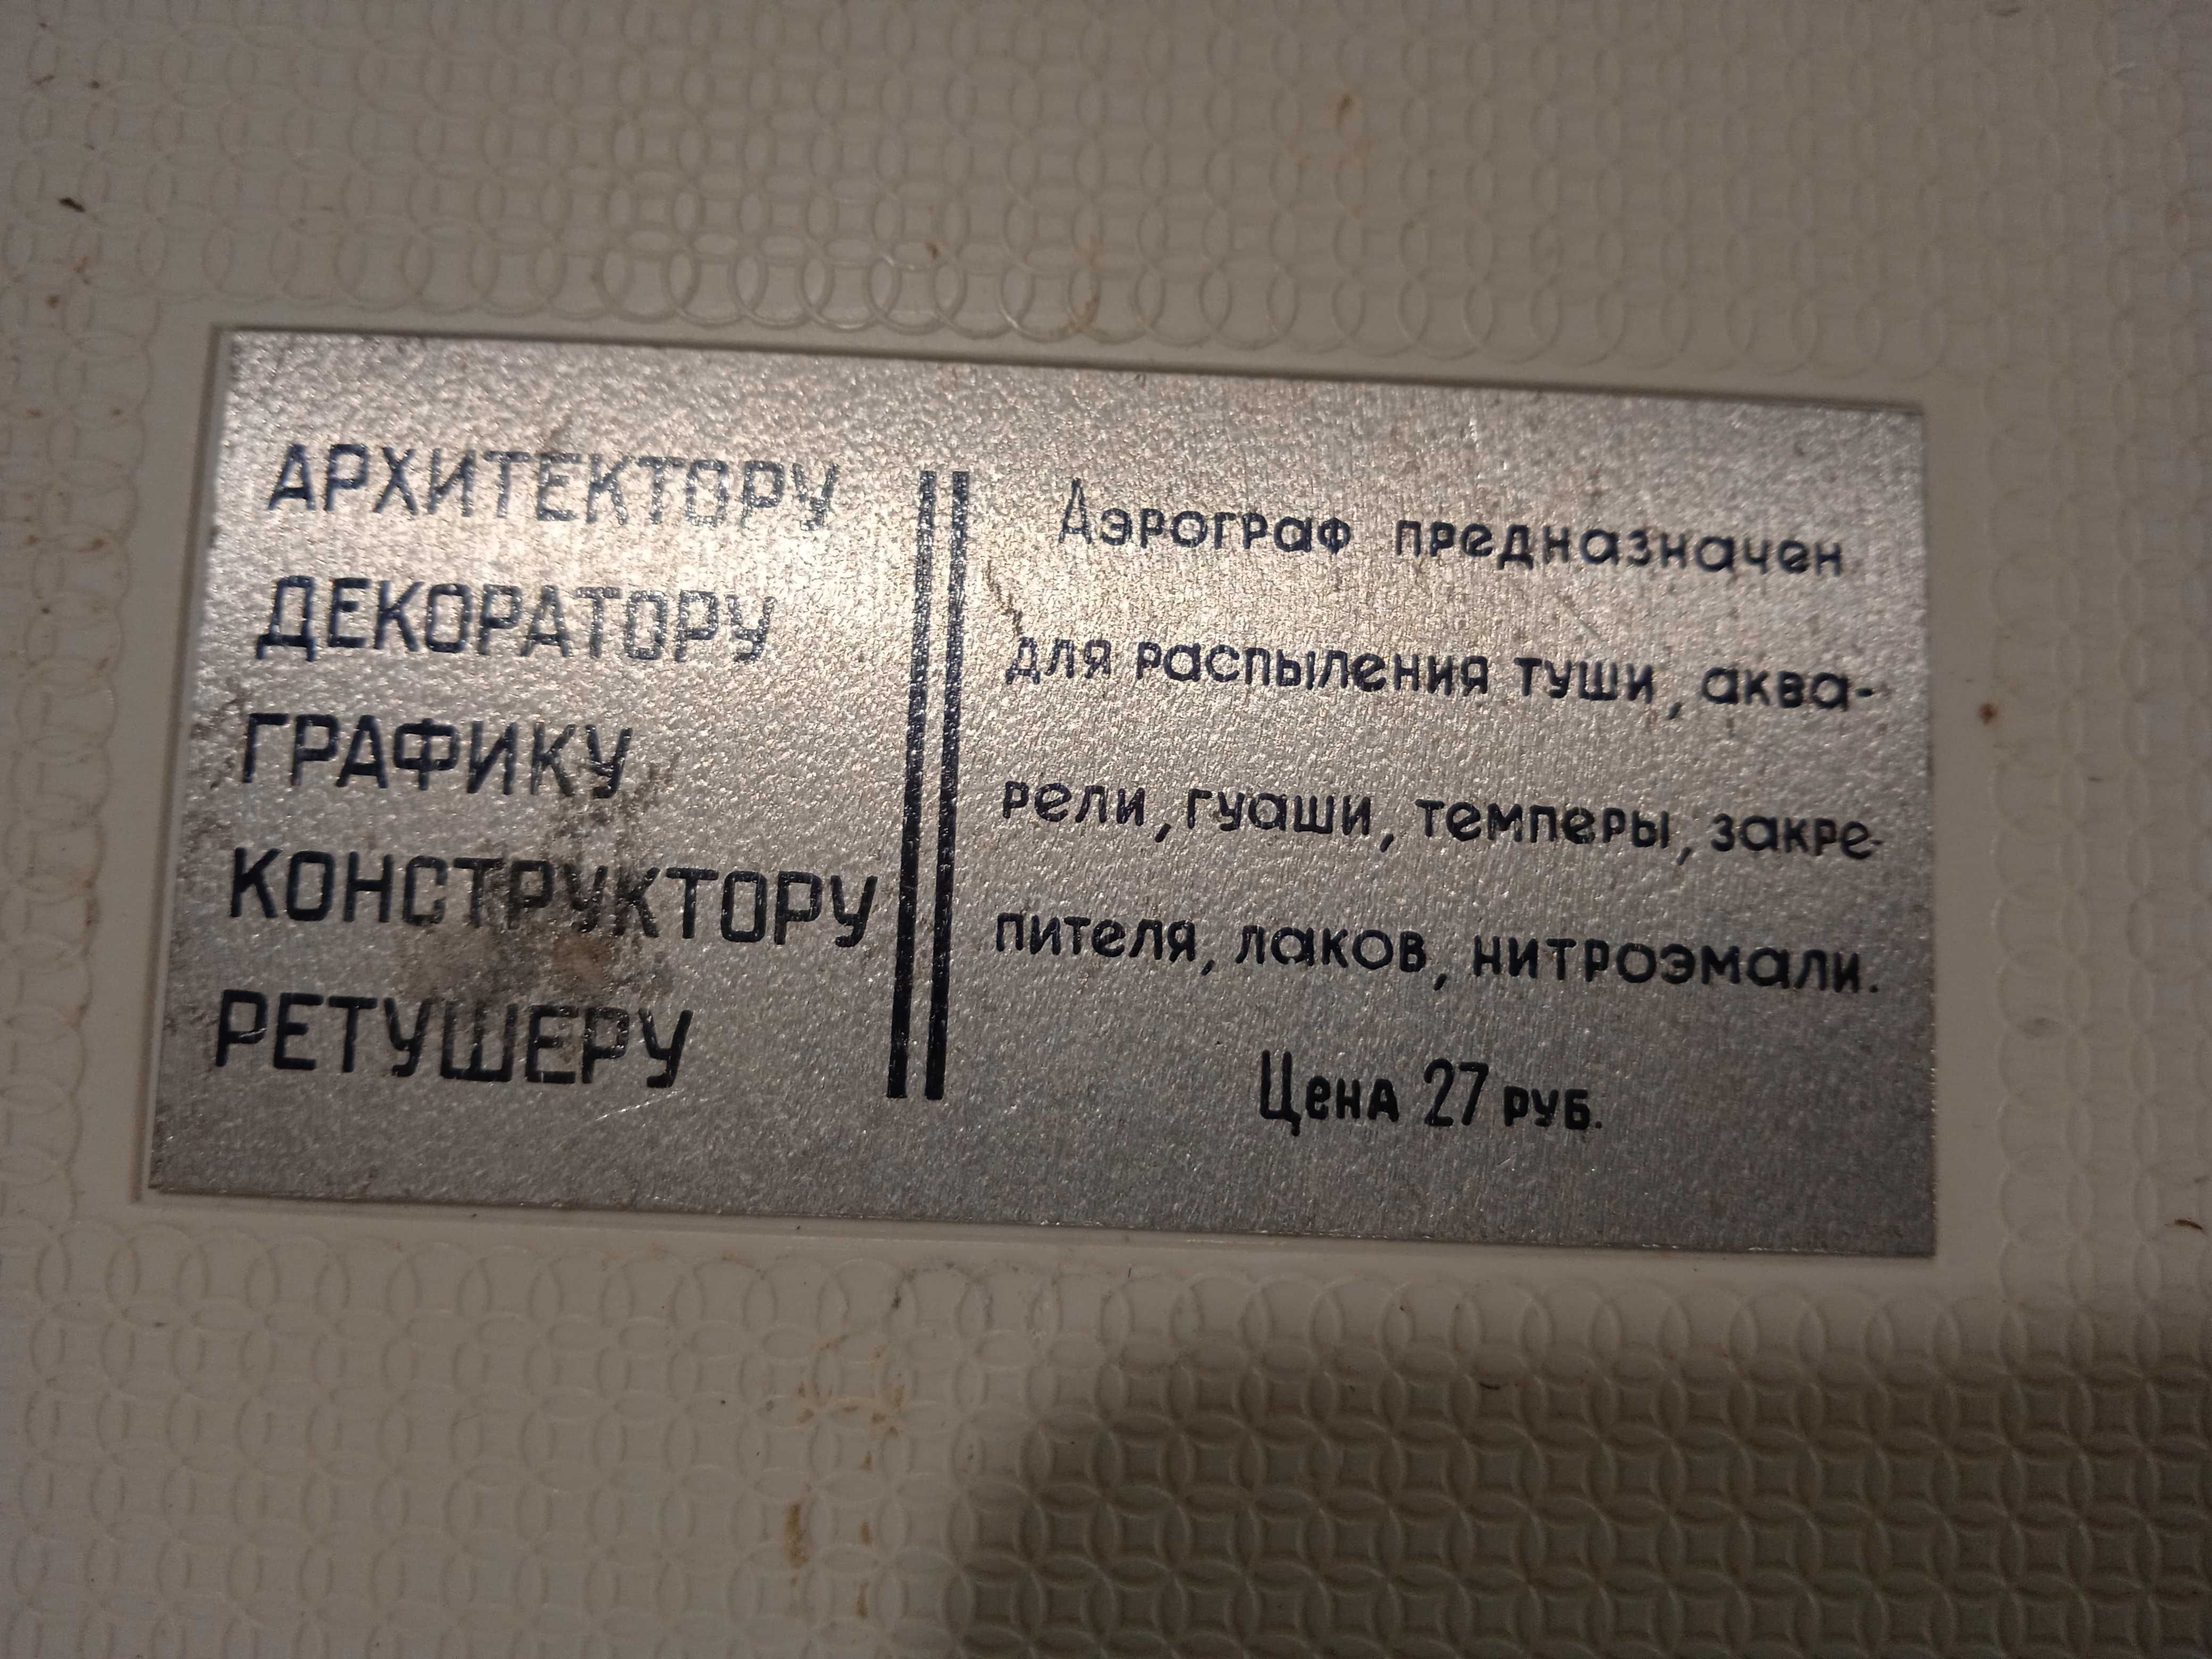 АРХИТЕКТОРУ
ДЕКОРАТОРУ
ГРАФИКУ
КОНСТРУКТОРУ
РЕТУШЕРУ
Аэрограф предназначен
для распыления туши, аква-
рели, гуаши, темперы, закре-
пителя, лаков, нитроэмали.
Цена 27 руб.